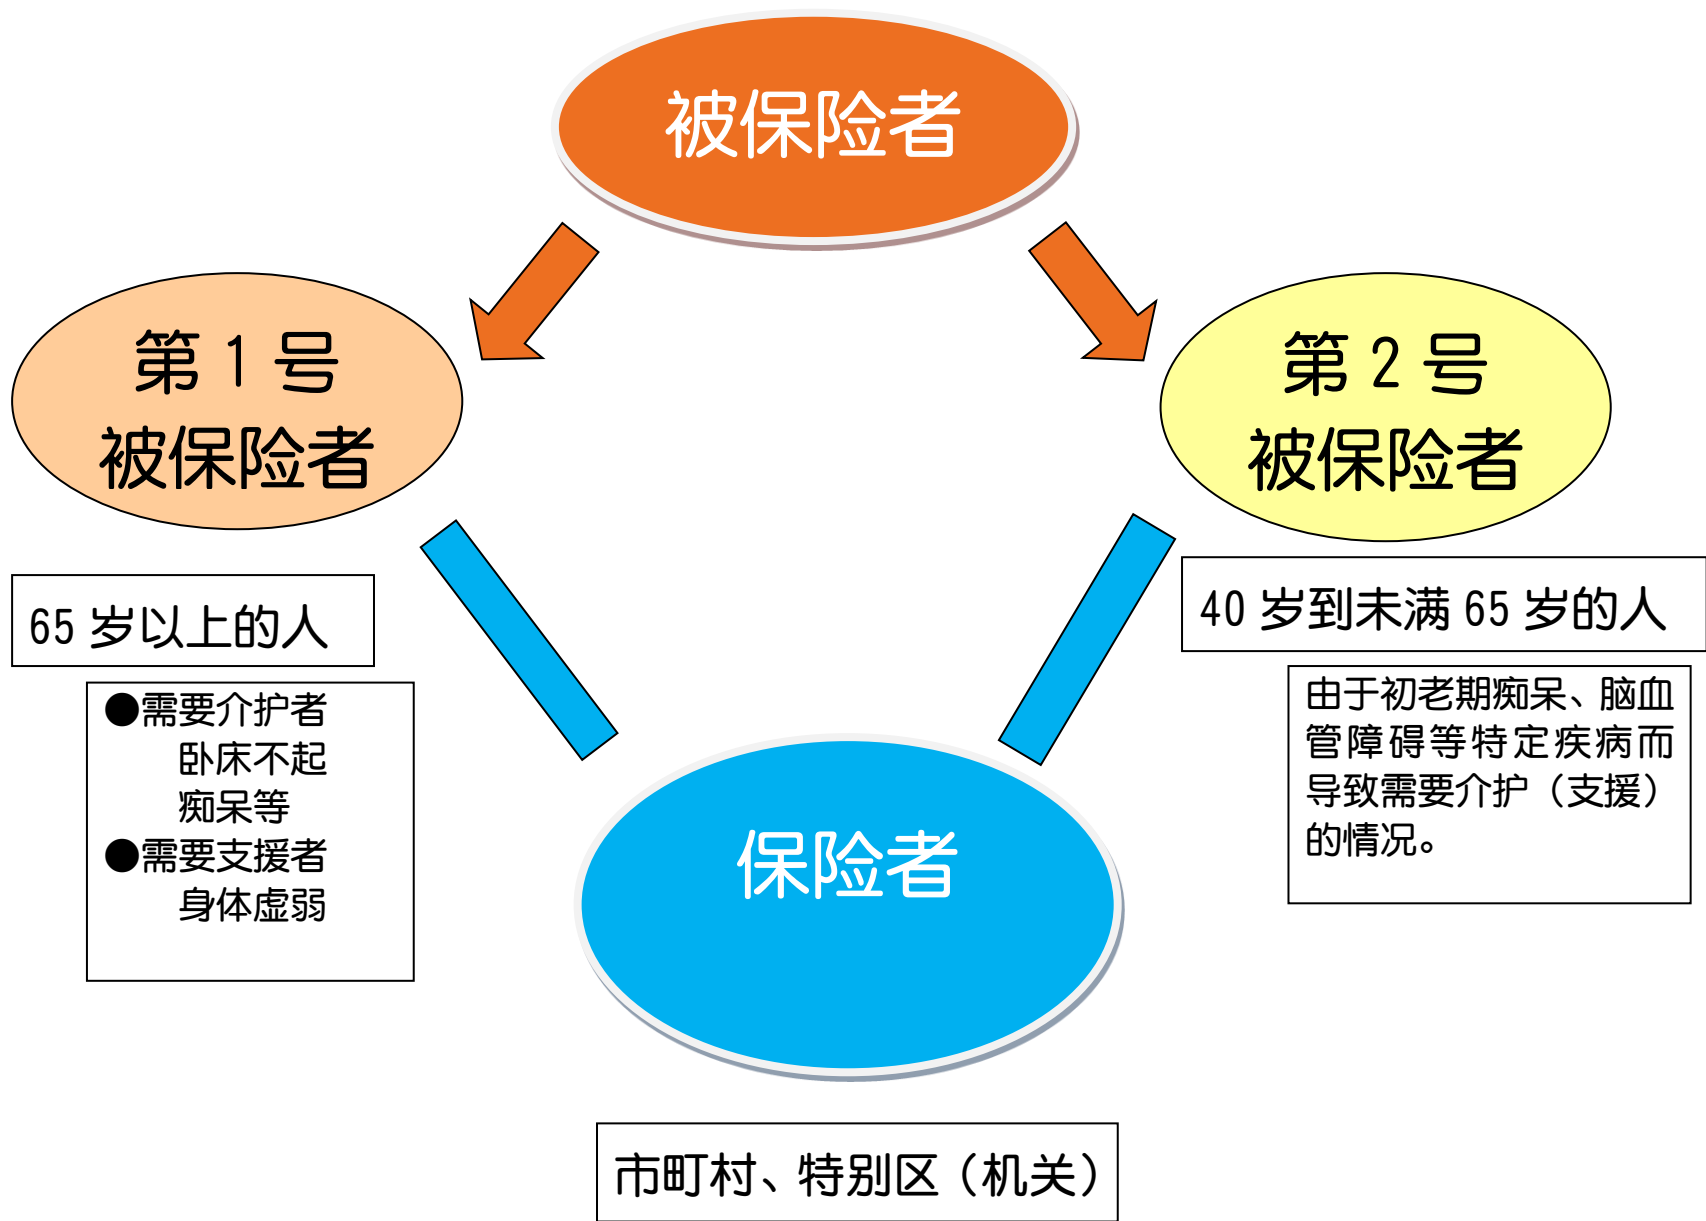 被保险者
第 1 号
被保险者
第 2 号
被保险者
65 岁以上的人
●需要介护者
卧床不起
痴呆等
●需要支援者
身体虚弱
40 岁到未满 65 岁的人
由于初老期痴呆、脑血
管障碍等特定疾病而
导致需要介护（支援）
的情况。
保险者
市町村、特别区（机关）